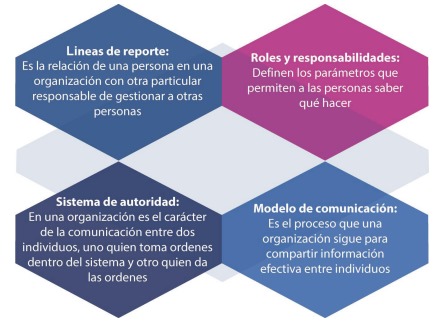 Lineas de reporte:
Es la relación de una persona en una
organización con otra particular
responsable de gestionar a otras
personas
Roles y responsabilidades:
Definen los parámetros que
permiten a las personas saber
qué hacer
Sistema de autoridad:
En una organización es el carácter
de la comunicación entre dos
individuos, uno quien toma ordenes
dentro del sistema y otro quien da
las ordenes
Modelo de comunicación:
Es el proceso que una
organización sigue para
compartir información
efectiva entre individuos